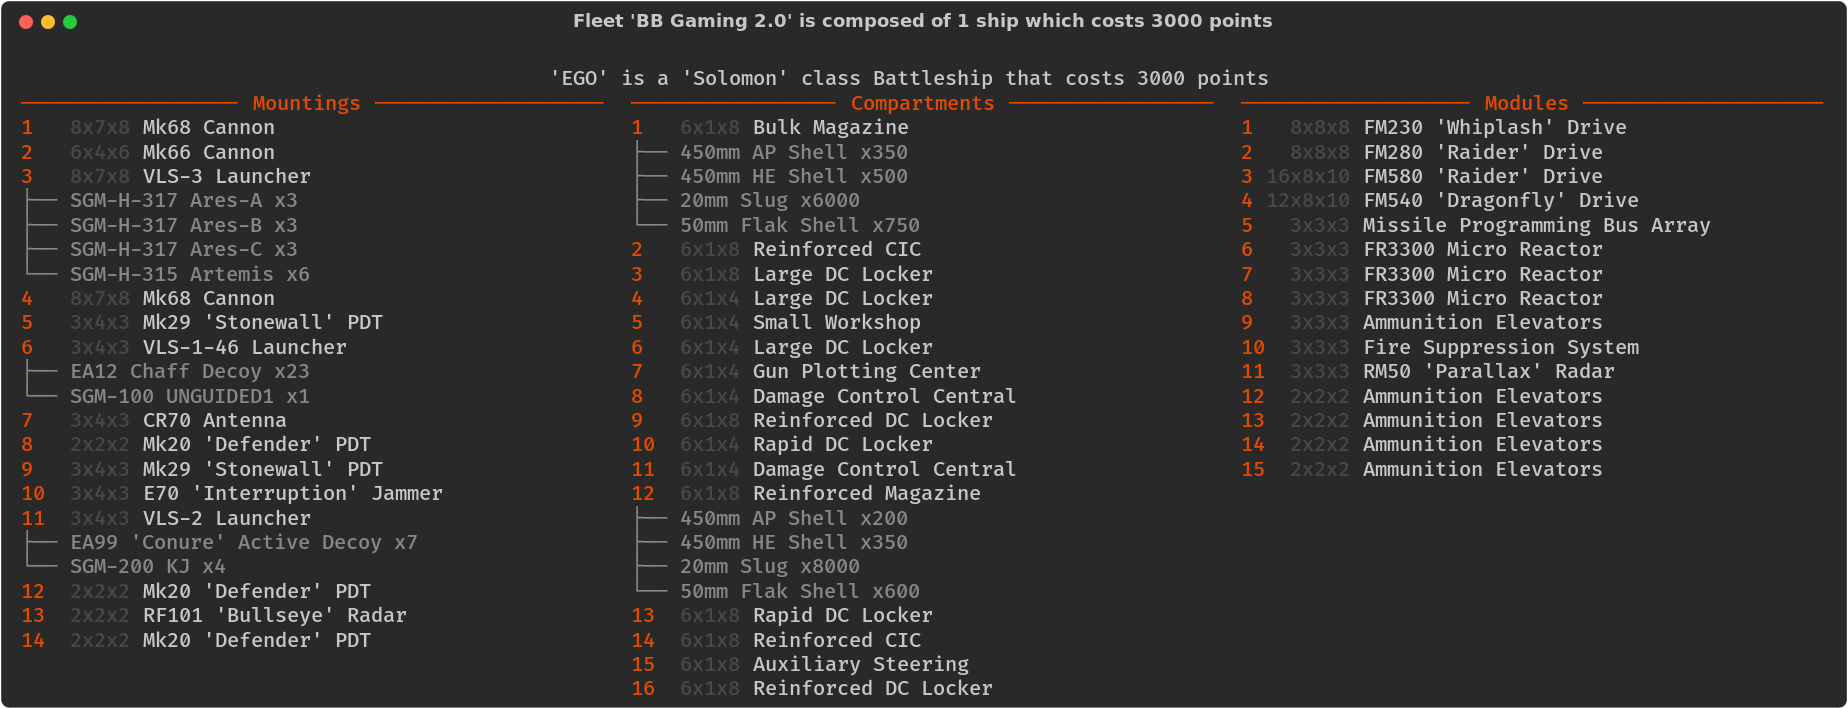 Fleet 'BB Gaming 2.0' is composed of 1 ship which costs 3000 points
'EGO' is a 'Solomon' class Battleship that costs 3000 points
Mountings
1 8x7x8 Mk68 Cannon
2 6x4x6 Mk66 Cannon
3 8x7x8 VLS-3 Launcher
SGM-H-317 Ares-A x3
SGM-H-317 Ares-B x3
SGM-H-317 Ares-C x3
SGM-H-315 Artemis x6
4 8x7x8 Mk68 Cannon
5 3x4x3 Mk29 'Stonewall' PDT
6 3x4x3 VLS-1-46 Launcher
EA12 Chaff Decoy x23
SGM-100 UNGUIDED1 x1
7 3x4x3 CR70 Antenna
8 2x2x2 Mk20 'Defender' PDT
9 3x4x3 Mk29 'Stonewall' PDT
10 3x4x3 E70 'Interruption' Jammer
11 3x4x3 VLS-2 Launcher
EA99 'Conure' Active Decoy x7
SGM-200 KJ x4
12 2x2x2 Mk20 'Defender' PDT
13 2x2x2 RF101 'Bullseye' Radar
14 2x2x2 Mk20 'Defender' PDT
Compartments
1 6x1x8 Bulk Magazine
450mm AP Shell x350
450mm HE Shell x500
20mm Slug x6000
50mm Flak Shell x750
2 6x1x8 Reinforced CIC
3 6x1x8 Large DC Locker
4 6x1x4 Large DC Locker
5 6x1x4 Small Workshop
6 6x1x4 Large DC Locker
7 6x1x4 Gun Plotting Center
8 6x1x4 Damage Control Central
9 6x1x8 Reinforced DC Locker
10 6x1x4 Rapid DC Locker
11 6x1x4 Damage Control Central
12 6x1x8 Reinforced Magazine
450mm AP Shell x200
450mm HE Shell x350
20mm Slug x8000
50mm Flak Shell x600
13 6x1x8 Rapid DC Locker
14 6x1x8 Reinforced CIC
15 6x1x8 Auxiliary Steering
16 6x1x8 Reinforced DC Locker
Modules
1 8x8x8 FM230 'Whiplash' Drive
2 8x8x8 FM280 'Raider' Drive
3 16x8x10 FM580 'Raider' Drive
4 12x8x10 FM540 'Dragonfly' Drive
5 3x3x3 Missile Programming Bus Array
6 3x3x3 FR3300 Micro Reactor
7 3x3x3 FR3300 Micro Reactor
8 3x3x3 FR3300 Micro Reactor
9 3x3x3 Ammunition Elevators
10 3x3x3 Fire Suppression System
11 3x3x3 RM50 'Parallax' Radar
12 2x2x2 Ammunition Elevators
13 2x2x2 Ammunition Elevators
14 2x2x2 Ammunition Elevators
15 2x2x2 Ammunition Elevators